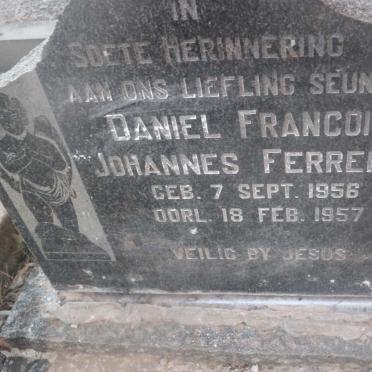 IN
SOETE HERINNERING
AAN ONS LIEFLING SEUN
DANIEL FRANCOI
JOHANNES FERREI
GEB. 7 SEPT. 1956
OORL. 18 FEB. 1957
VEILIG BY JESUS